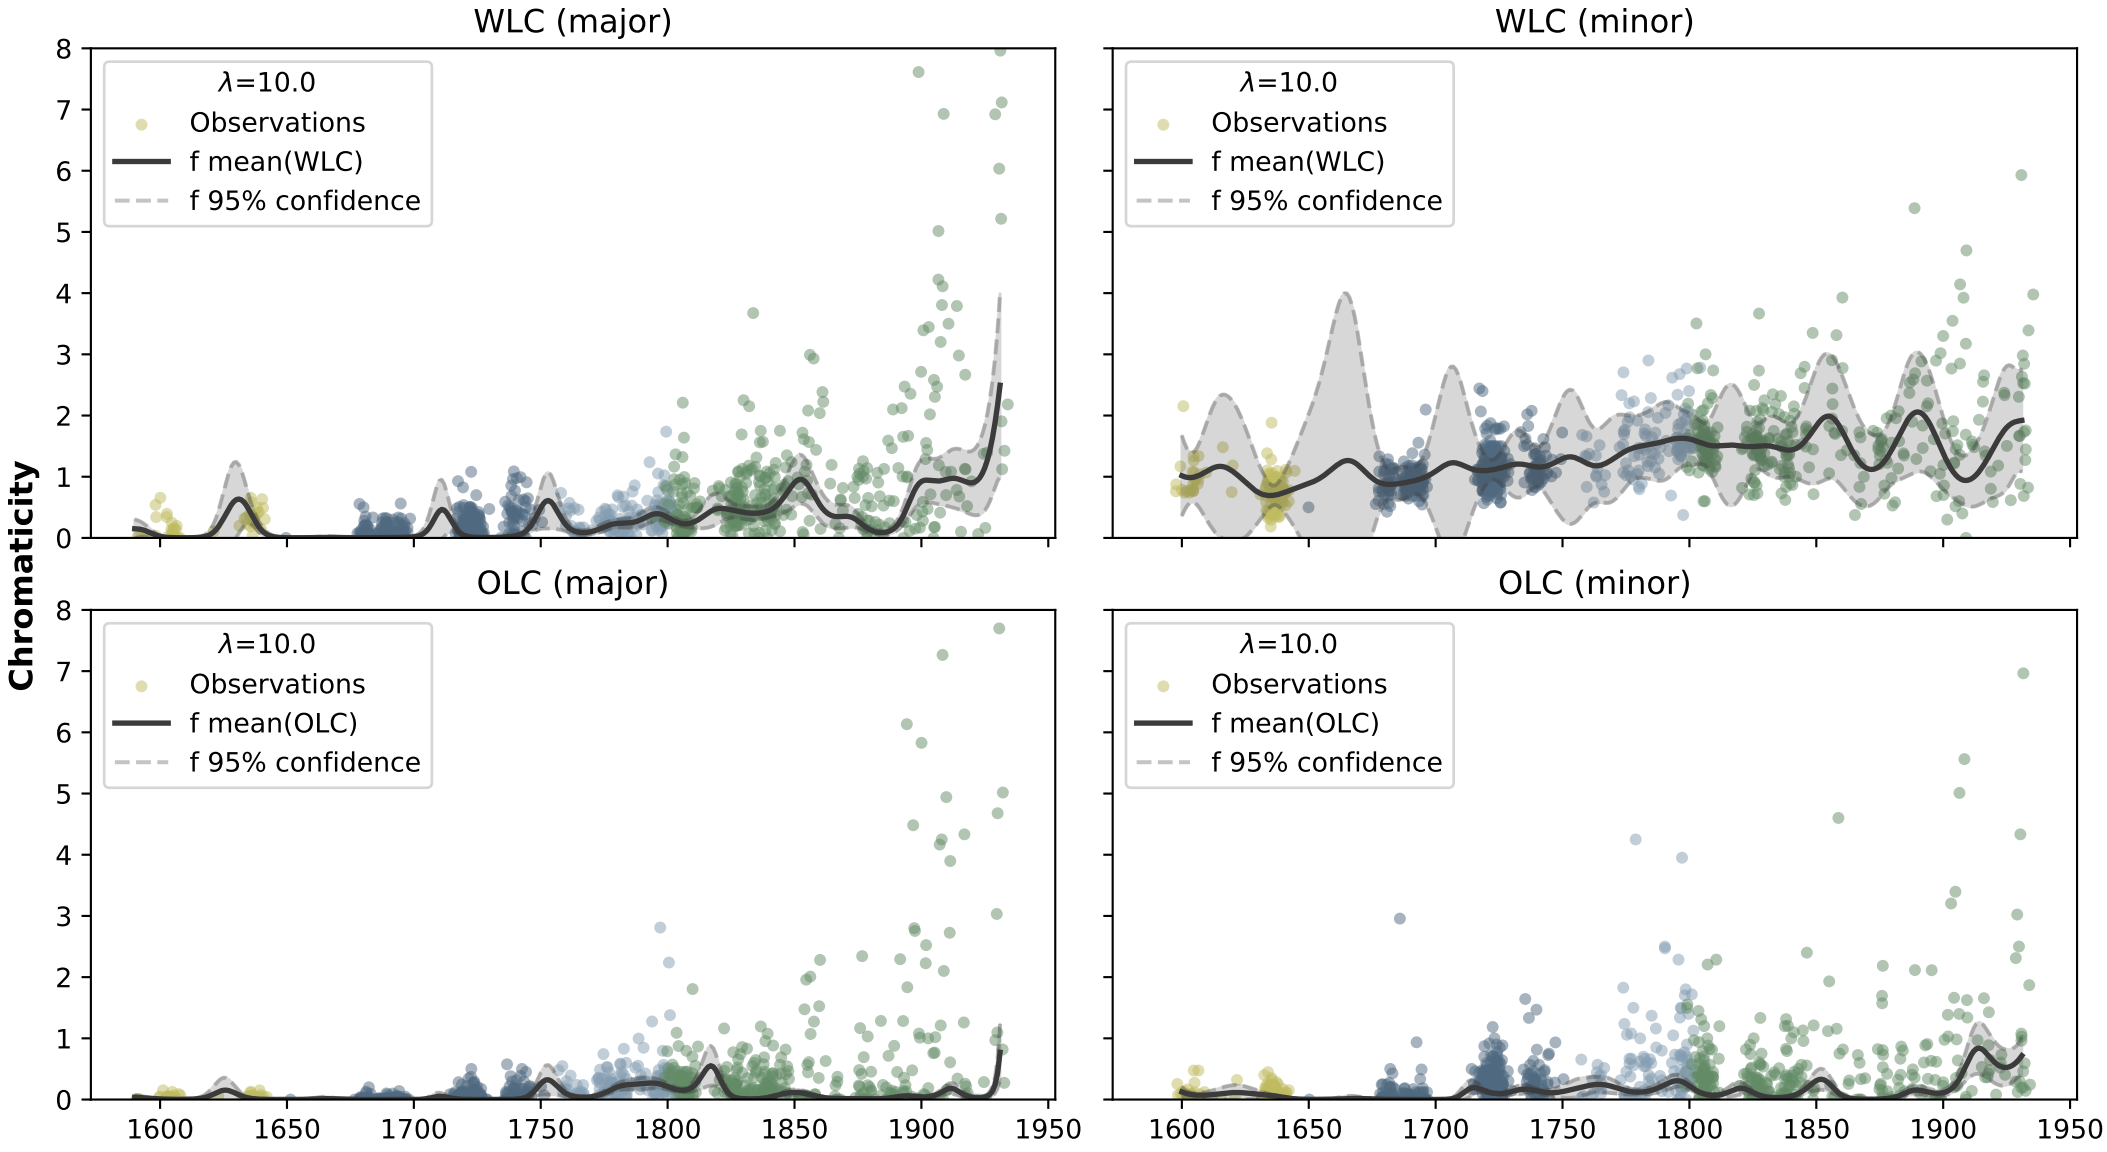 WLC (major)
λ=10.0
Observations
f mean(WLC)
f 95% confidence
8
7
6
5
4
3
2
1
0
WLC (minor)
λ=10.0
Observations
f mean(WLC)
f 95% confidence
Chromaticity
OLC (major)
λ=10.0
Observations
f mean(OLC)
f 95% confidence
8
7
6
5
4
3
2
1
0
1600 1650 1700 1750 1800 1850 1900 1950
OLC (minor)
λ=10.0
Observations
f mean(OLC)
f 95% confidence
1600 1650 1700 1750 1800 1850 1900 1950